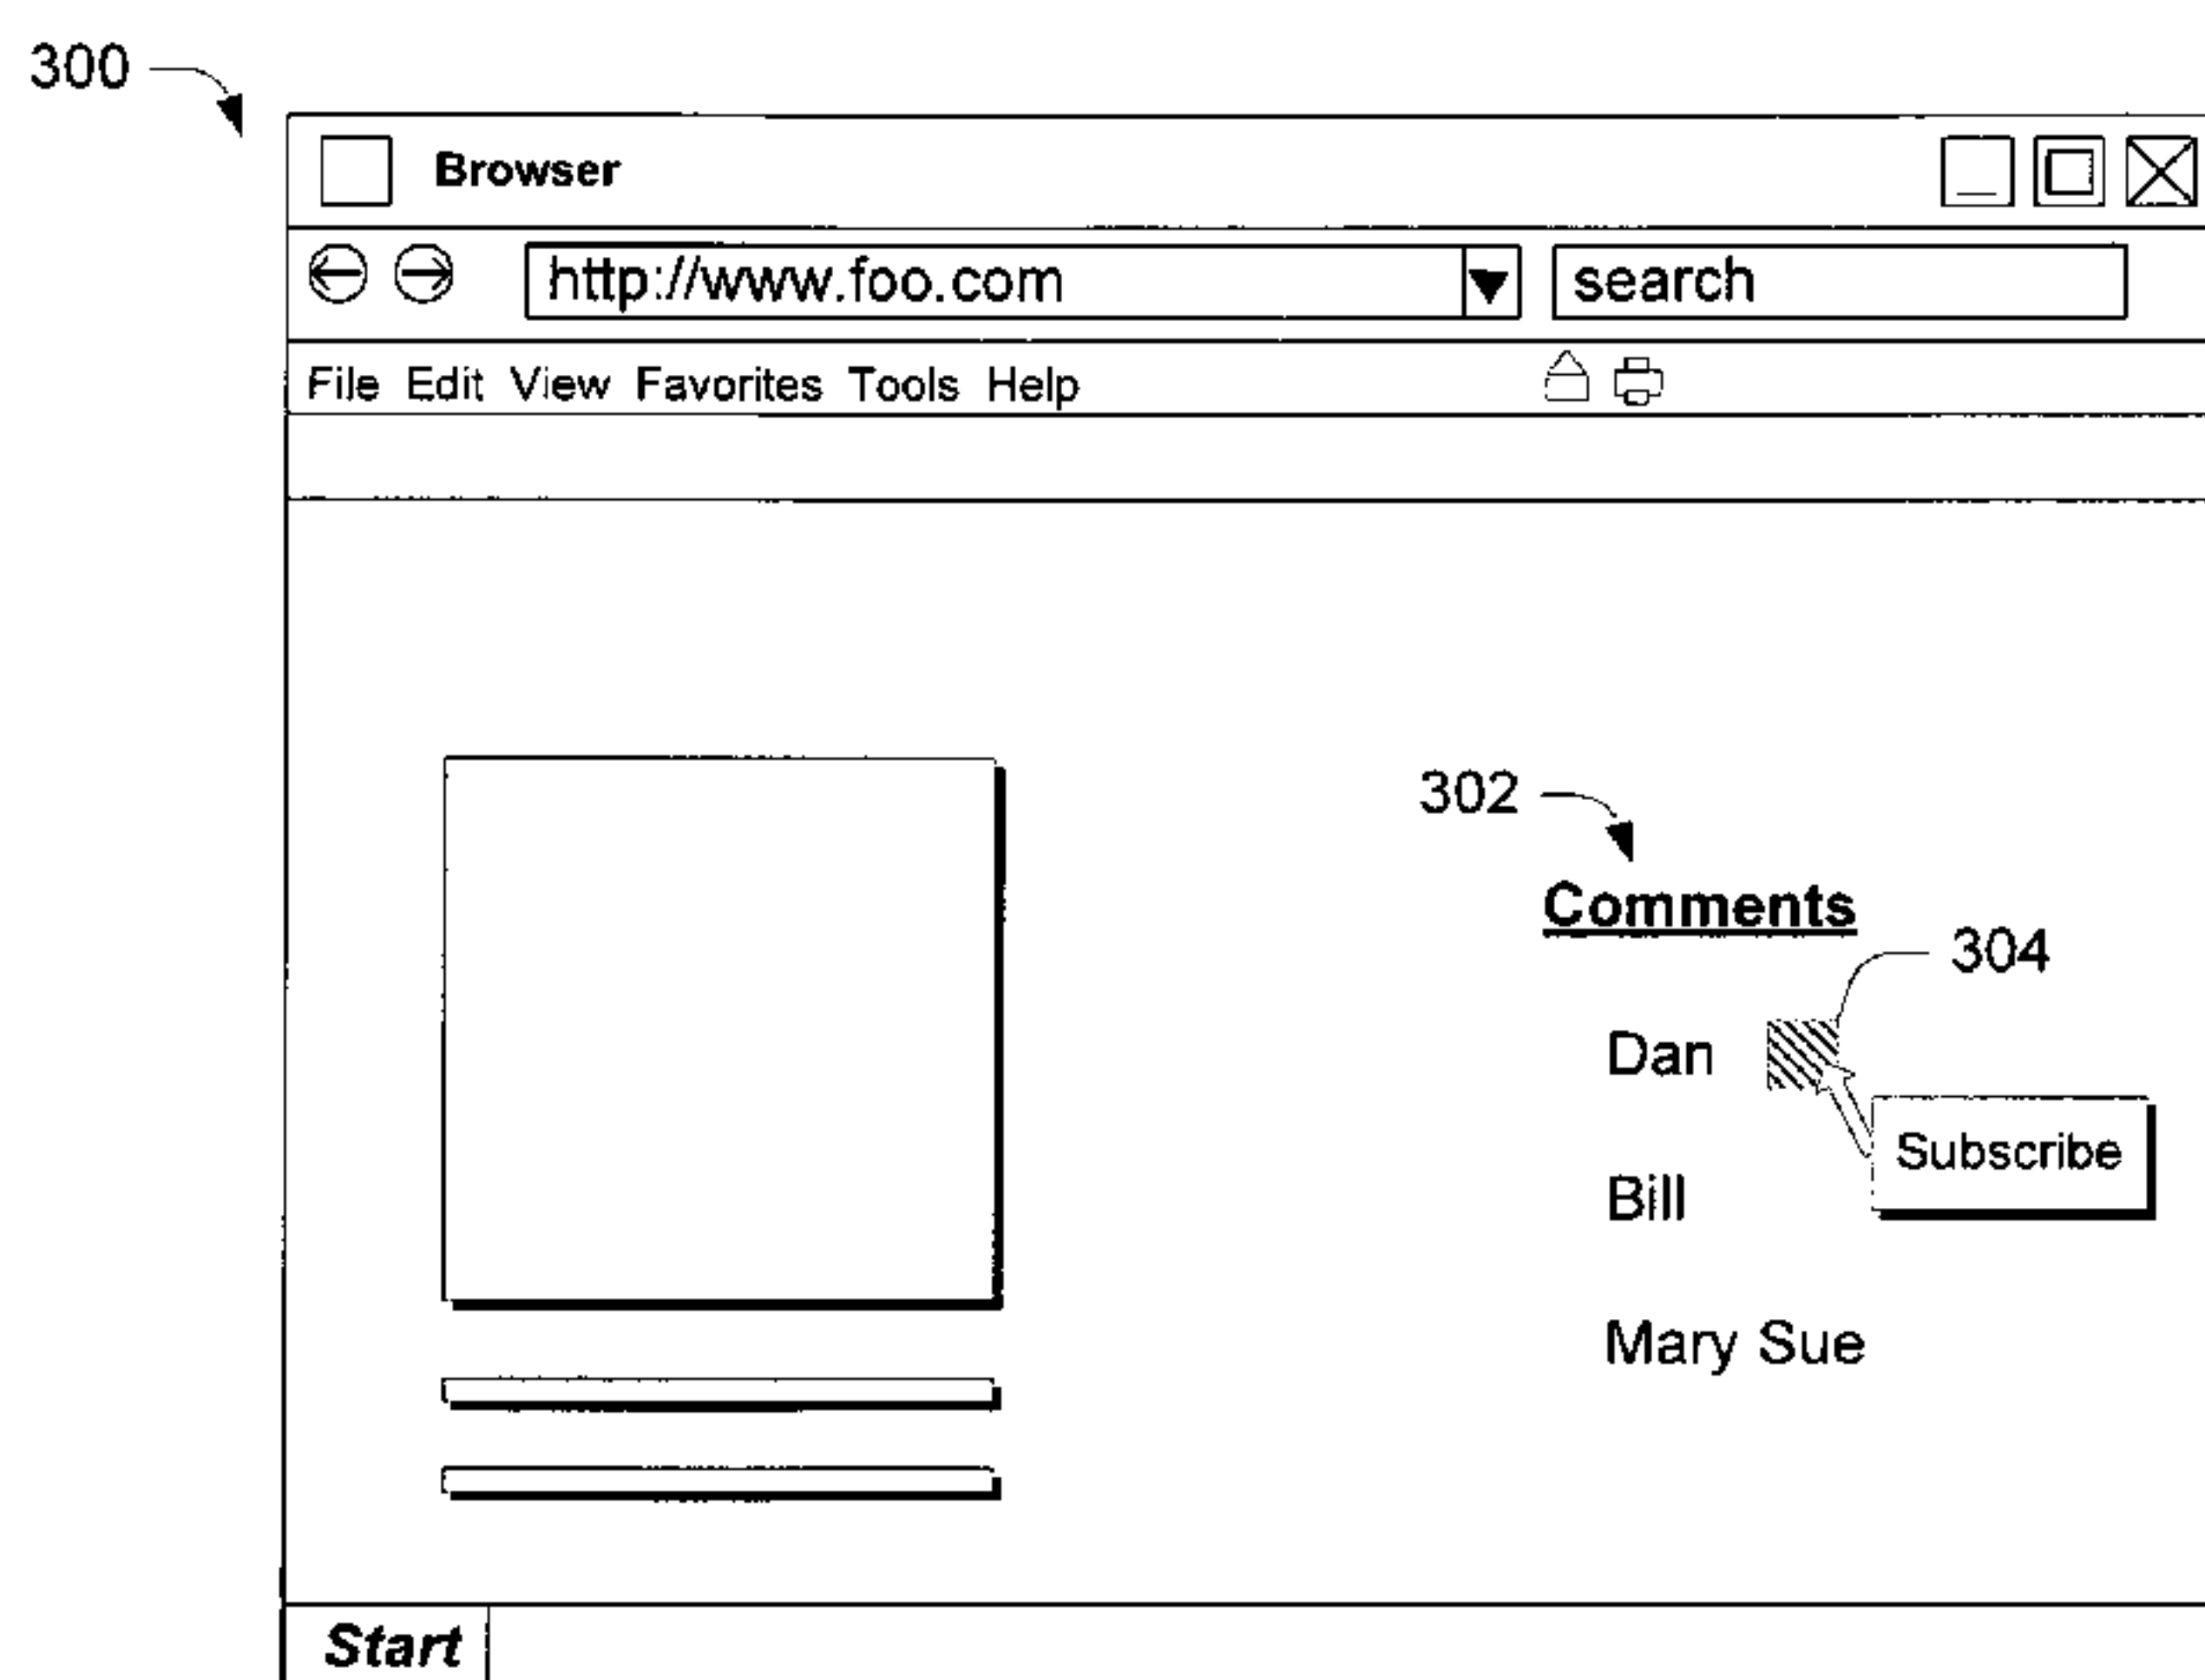 300
Browser
http://www.foo.com search
File Edit View Favorites Tools Help
302
Comments
304
Dan
Subscribe
Bill
Mary Sue
Start